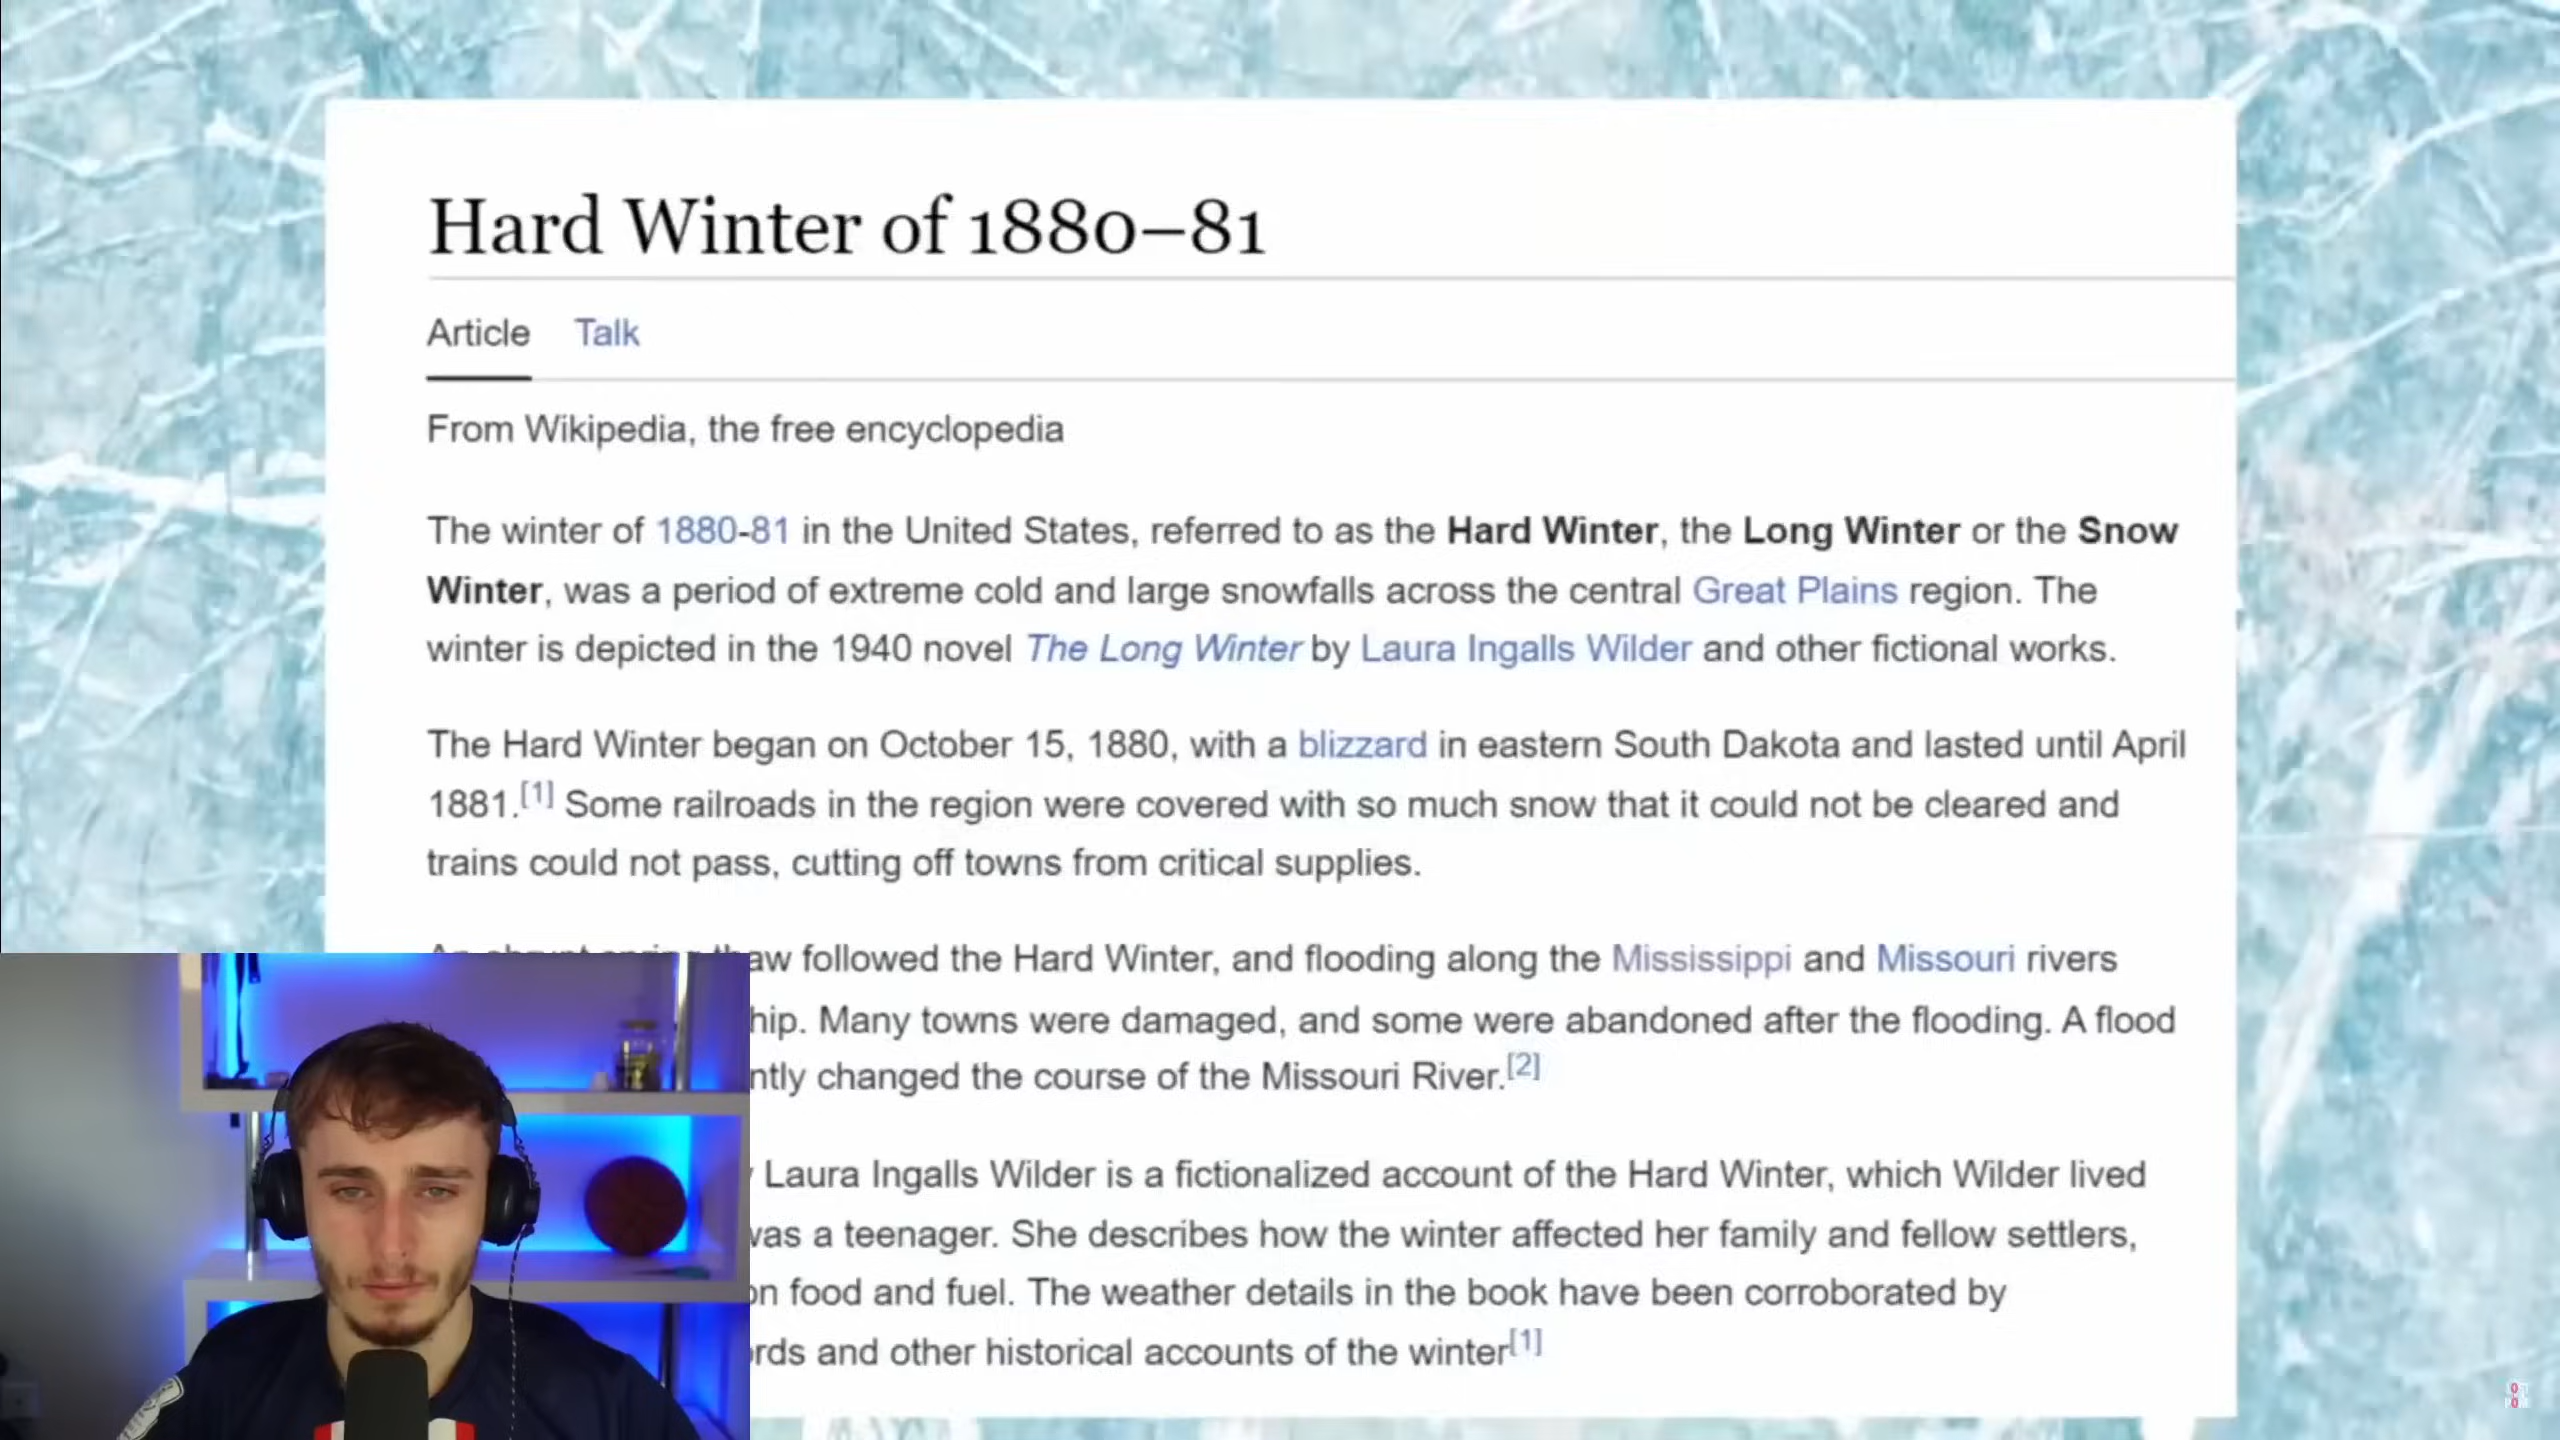 Hard Winter of 1880–81
Article Talk
From Wikipedia, the free encyclopedia
The winter of 1880-81 in the United States, referred to as the Hard Winter, the Long Winter or the Snow
Winter, was a period of extreme cold and large snowfalls across the central Great Plains region. The
winter is depicted in the 1940 novel The Long Winter by Laura Ingalls Wilder and other fictional works.
The Hard Winter began on October 15, 1880, with a blizzard in eastern South Dakota and lasted until April
1881.[1] Some railroads in the region were covered with so much snow that it could not be cleared and
trains could not pass, cutting off towns from critical supplies.
An abrupt spring thaw followed the Hard Winter, and flooding along the Mississippi and Missouri rivers
hip. Many towns were damaged, and some were abandoned after the flooding. A flood
ntly changed the course of the Missouri River.[2]
Laura Ingalls Wilder is a fictionalized account of the Hard Winter, which Wilder lived
was a teenager. She describes how the winter affected her family and fellow settlers,
on food and fuel. The weather details in the book have been corroborated by
rds and other historical accounts of the winter[1]